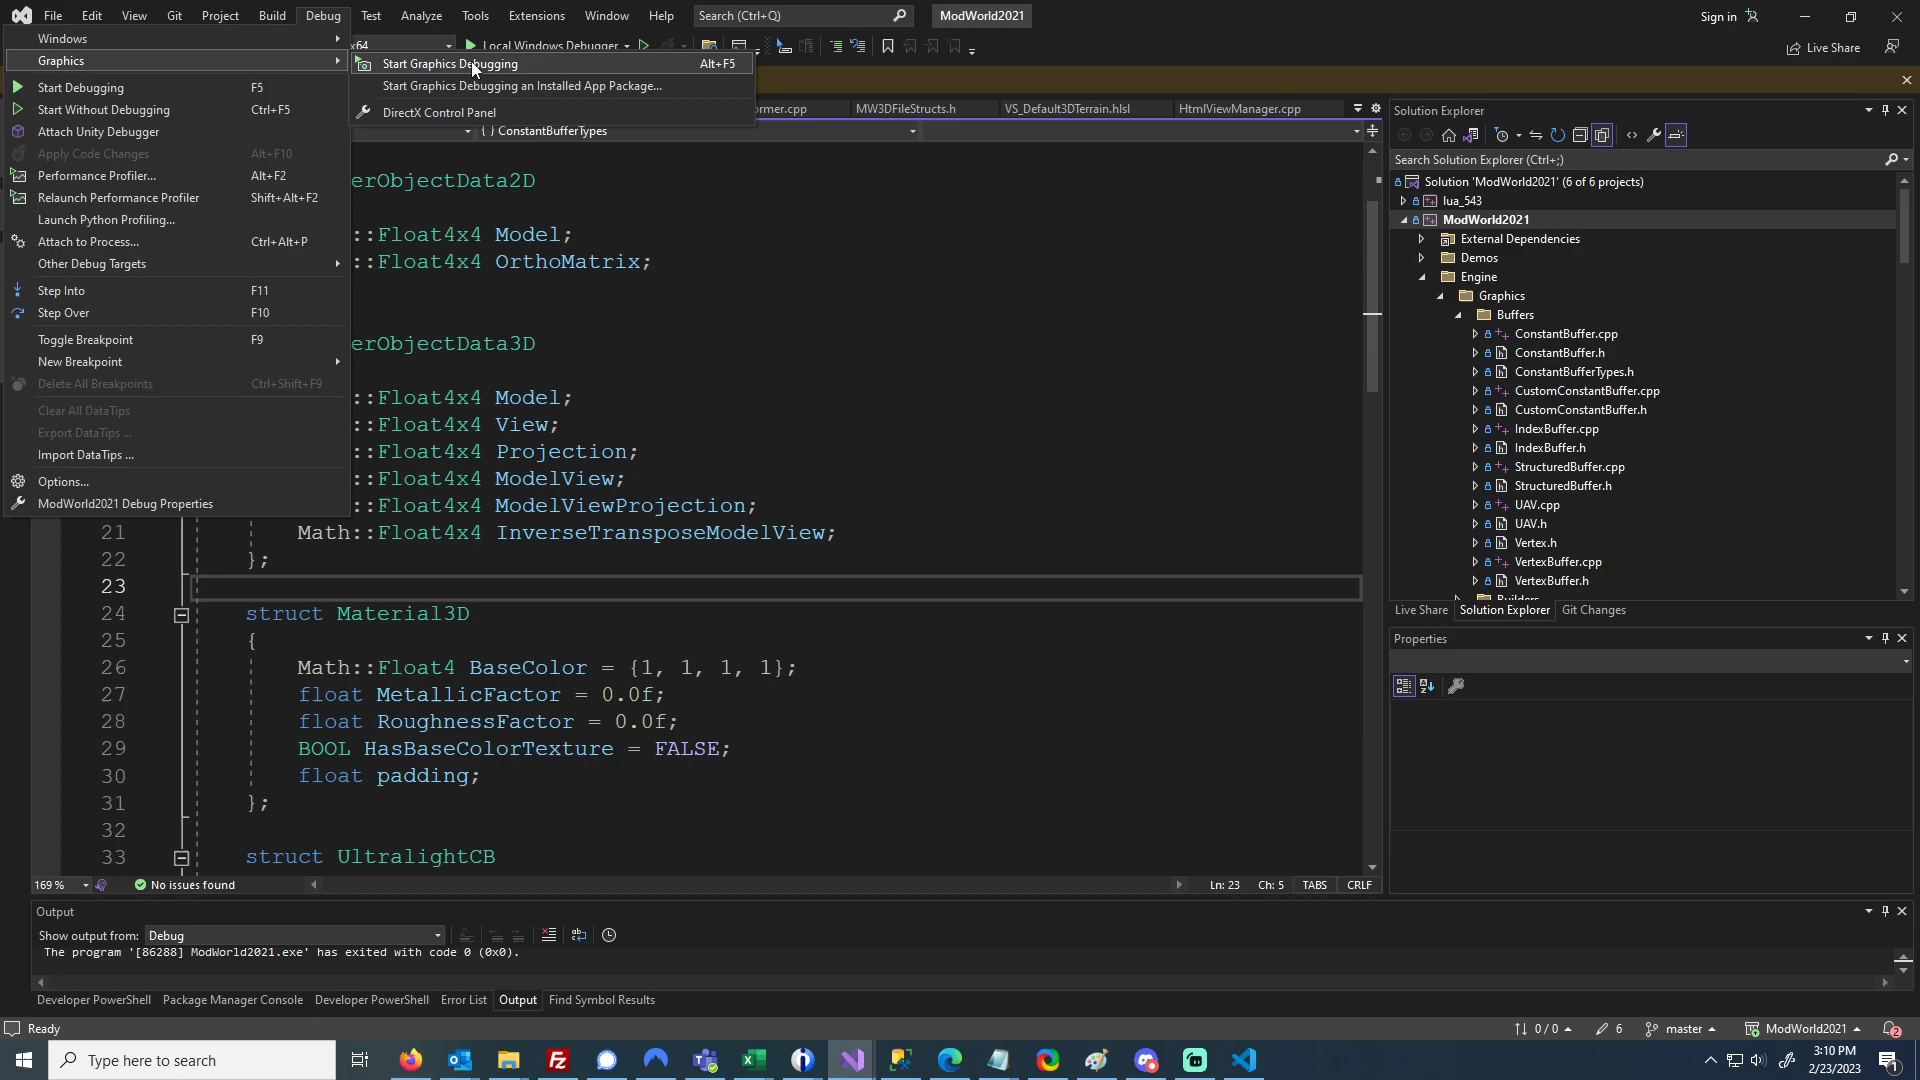 File Edit View Git Project Build Debug Test Analyze Tools Extensions Window Help Search (Ctrl+Q) ModWorld2021 Sign in
x64 Local Windows Debugger Live Share
Windows
Graphics
Start Debugging F5
Start Without Debugging Ctrl+F5
Attach Unity Debugger
Apply Code Changes Alt+F10
Performance Profiler... Alt+F2
Relaunch Performance Profiler Shift+Alt+F2
Launch Python Profiling...
Attach to Process... Ctrl+Alt+P
Other Debug Targets
Step Into F11
Step Over F10
Toggle Breakpoint F9
New Breakpoint
Delete All Breakpoints Ctrl+Shift+F9
Clear All DataTips
Export DataTips ...
Import DataTips ...
Options...
ModWorld2021 Debug Properties
Start Graphics Debugging Alt+F5
Start Graphics Debugging an Installed App Package...
DirectX Control Panel
ormer.cpp MW3DFileStructs.h VS_Default3DTerrain.hlsl HtmlViewManager.cpp
{ } ConstantBufferTypes
erObjectData2D
::Float4x4 Model;
::Float4x4 OrthoMatrix;
erObjectData3D
::Float4x4 Model;
::Float4x4 View;
::Float4x4 Projection;
::Float4x4 ModelView;
::Float4x4 ModelViewProjection;
21 Math::Float4x4 InverseTransposeModelView;
22 };
23
24 struct Material3D
25 {
26 Math::Float4 BaseColor = {1, 1, 1, 1};
27 float MetallicFactor = 0.0f;
28 float RoughnessFactor = 0.0f;
29 BOOL HasBaseColorTexture = FALSE;
30 float padding;
31 };
32
33 struct UltralightCB
169 % No issues found Ln: 23 Ch: 5 TABS CRLF
Solution Explorer
Search Solution Explorer (Ctrl+;)
Solution 'ModWorld2021' (6 of 6 projects)
lua_543
ModWorld2021
External Dependencies
Demos
Engine
Graphics
Buffers
ConstantBuffer.cpp
ConstantBuffer.h
ConstantBufferTypes.h
CustomConstantBuffer.cpp
CustomConstantBuffer.h
IndexBuffer.cpp
IndexBuffer.h
StructuredBuffer.cpp
StructuredBuffer.h
UAV.cpp
UAV.h
Vertex.h
VertexBuffer.cpp
VertexBuffer.h
Builders
Live Share Solution Explorer Git Changes
Properties
Output
Show output from: Debug
The program '[86288] ModWorld2021.exe' has exited with code 0 (0x0).
Developer PowerShell Package Manager Console Developer PowerShell Error List Output Find Symbol Results
Ready 0 / 0 6 master ModWorld2021 2
Type here to search
3:10 PM
2/23/2023
1